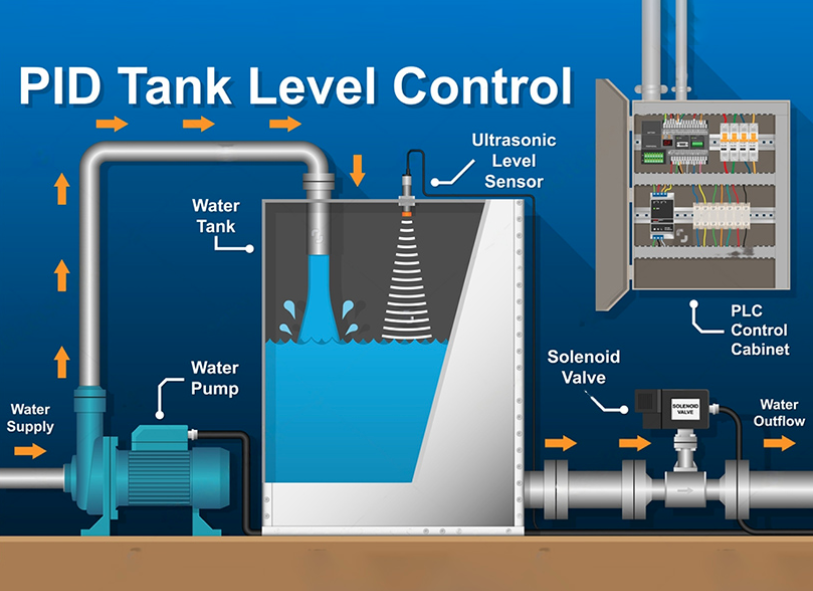 PID Tank Level Control
Ultrasonic
Level
Sensor
Water
Tank
PLC
Control
Cabinet
Solenoid
Valve
Water
Pump
Water
Supply
SOLENOID
VALVE
Water
Outflow